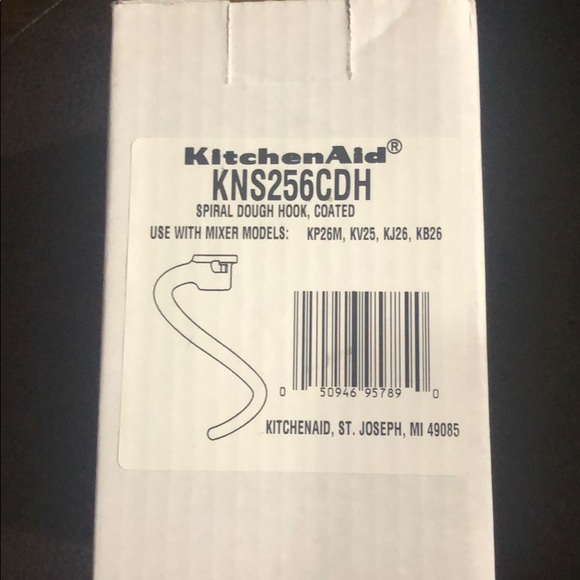 KitchenAid®
KNS256CDH
SPIRAL DOUGH HOOK, COATED
USE WITH MIXER MODELS: KP26M, KV25, KJ26, KB26
0 50946 95789 0
KITCHENAID, ST. JOSEPH, MI 49085